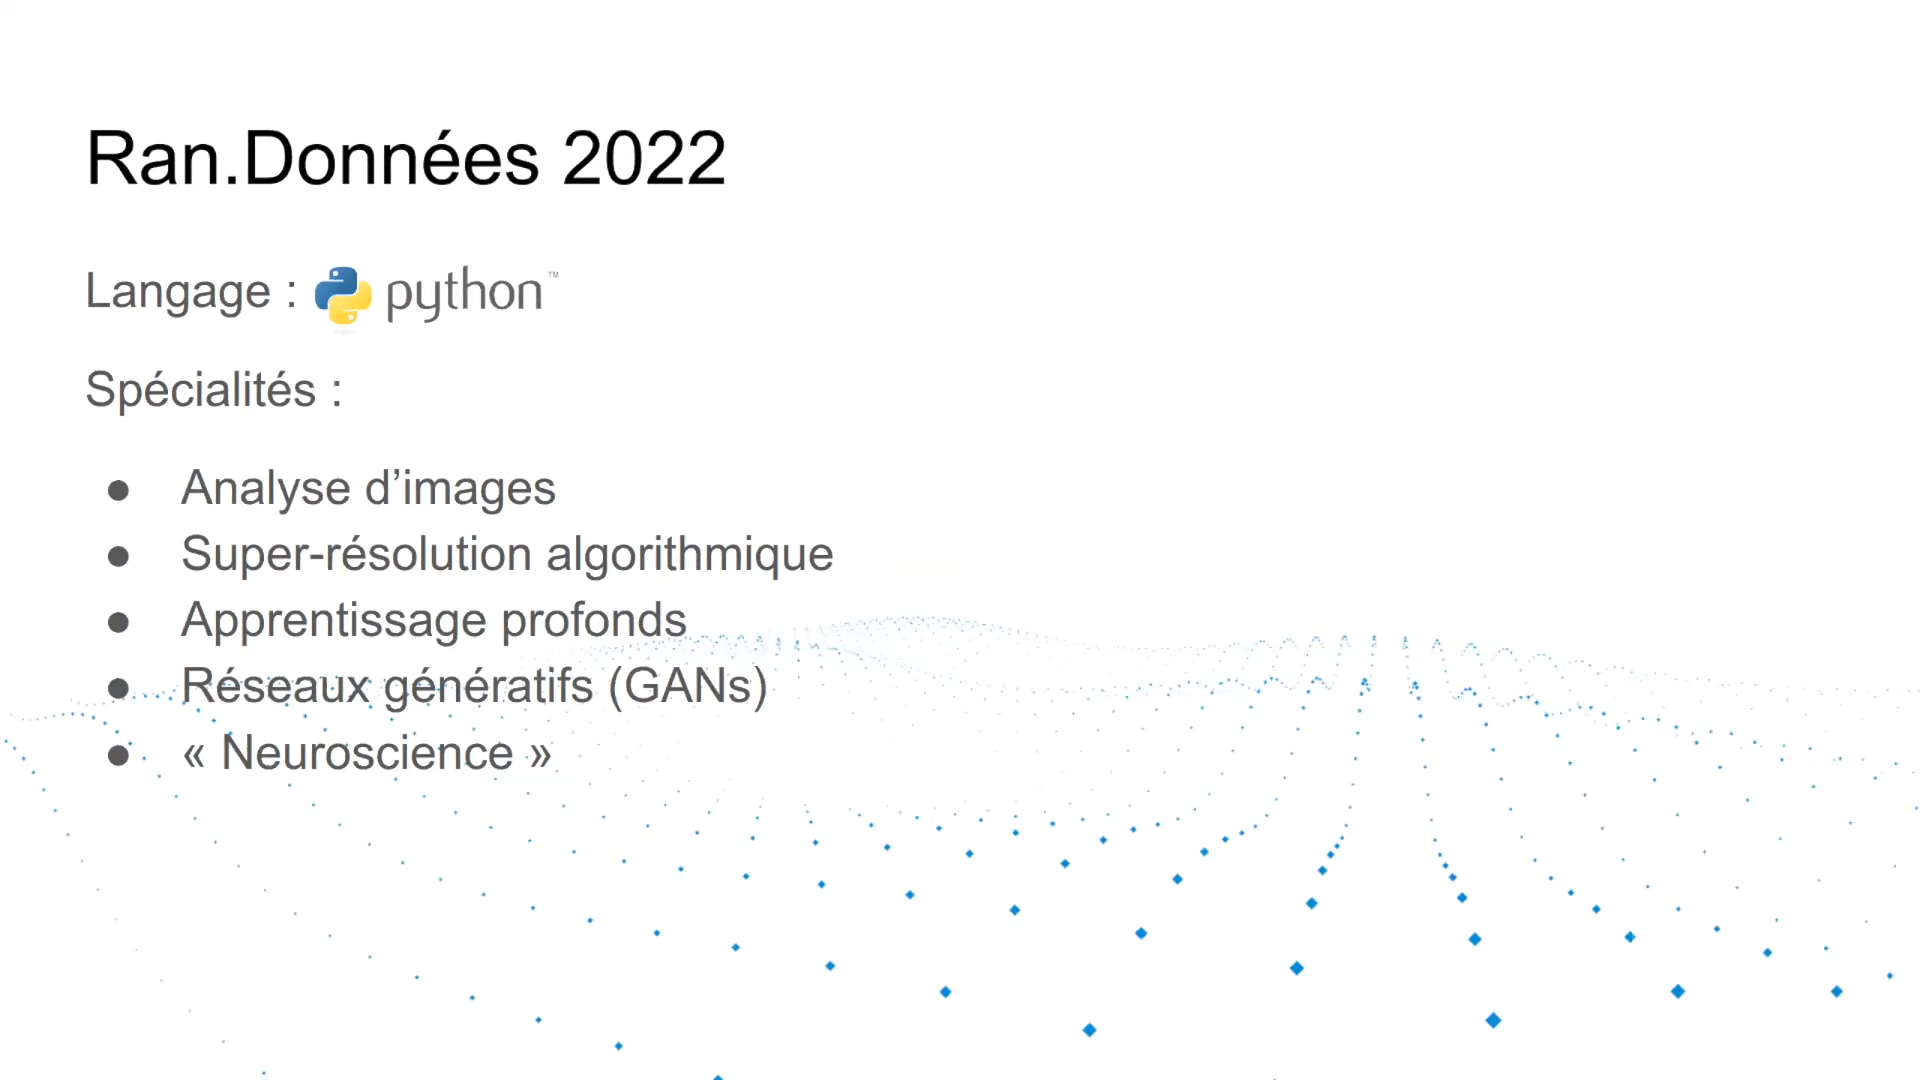 Ran.Données 2022
Langage : python™
Spécialités :
● Analyse d’images
● Super-résolution algorithmique
● Apprentissage profonds
● Réseaux génératifs (GANs)
● « Neuroscience »